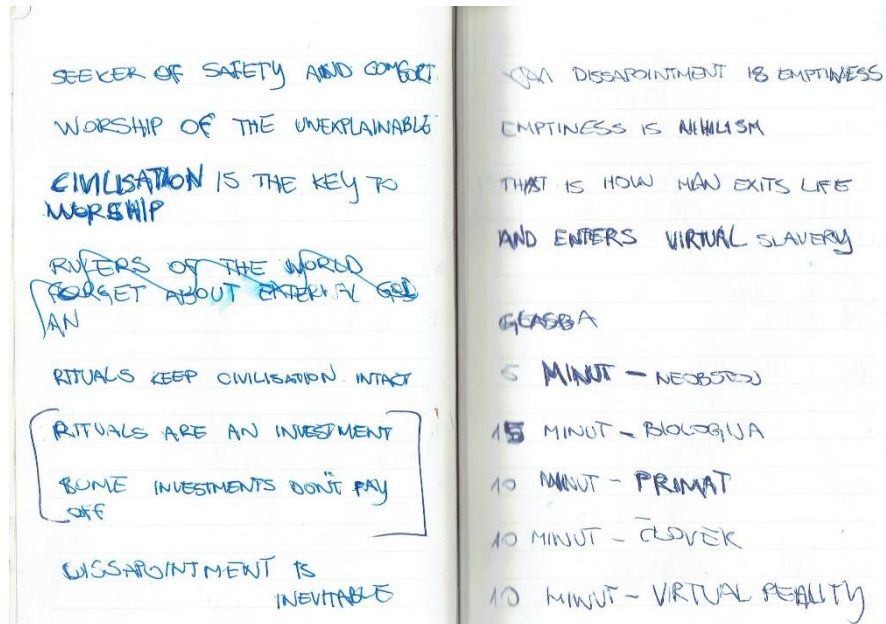 SEEKER OF SAFETY AND COMFORT
WORSHIP OF THE UNEXPLAINABLE
CIVILISATION IS THE KEY TO
WORSHIP
RULERS OF THE WORLD
FORGET ABOUT EXTERNAL GOD
AN
RITUALS KEEP CIVILISATION INTACT
RITUALS ARE AN INVESTMENT
SOME INVESTMENTS DON'T PAY
OFF
DISSAPOINTMENT IS
INEVITABLE
DISSAPOINTMENT IS EMPTINESS
EMPTINESS IS NIHILISM
THAT IS HOW MAN EXITS LIFE
AND ENTERS VIRTUAL SLAVERY
GLASBA
5 MINUT - NEOBSTOJ
15 MINUT - BIOLOGIJA
10 MINUT - PRIMAT
10 MINUT - ČLOVEK
10 MINUT - VIRTUAL REALITY